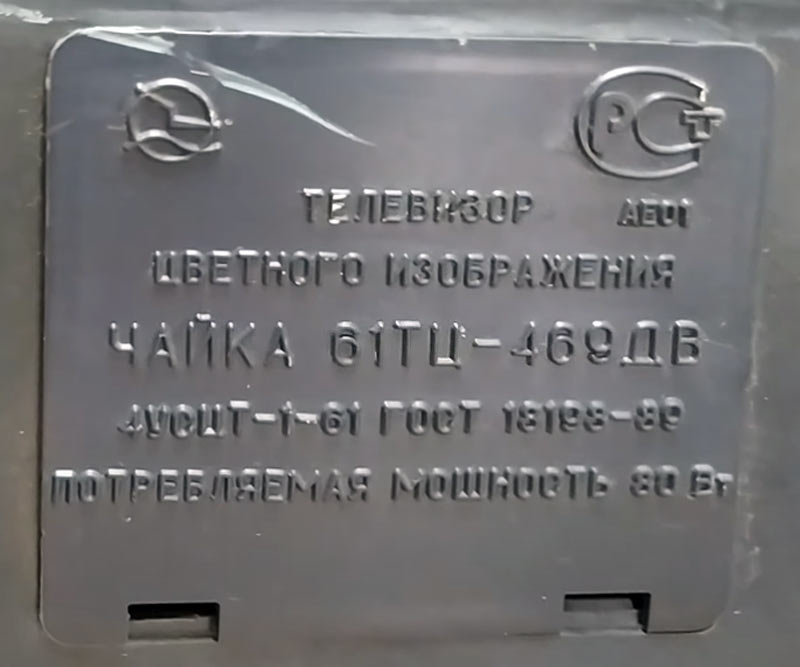 РСТ
ТЕЛЕВИЗОР АЕ01
ЦВЕТНОГО ИЗОБРАЖЕНИЯ
ЧАЙКА 61ТЦ-469ДВ
4УСЦТ-1-61 ГОСТ 18198-89
ПОТРЕБЛЯЕМАЯ МОЩНОСТЬ 80 Вт